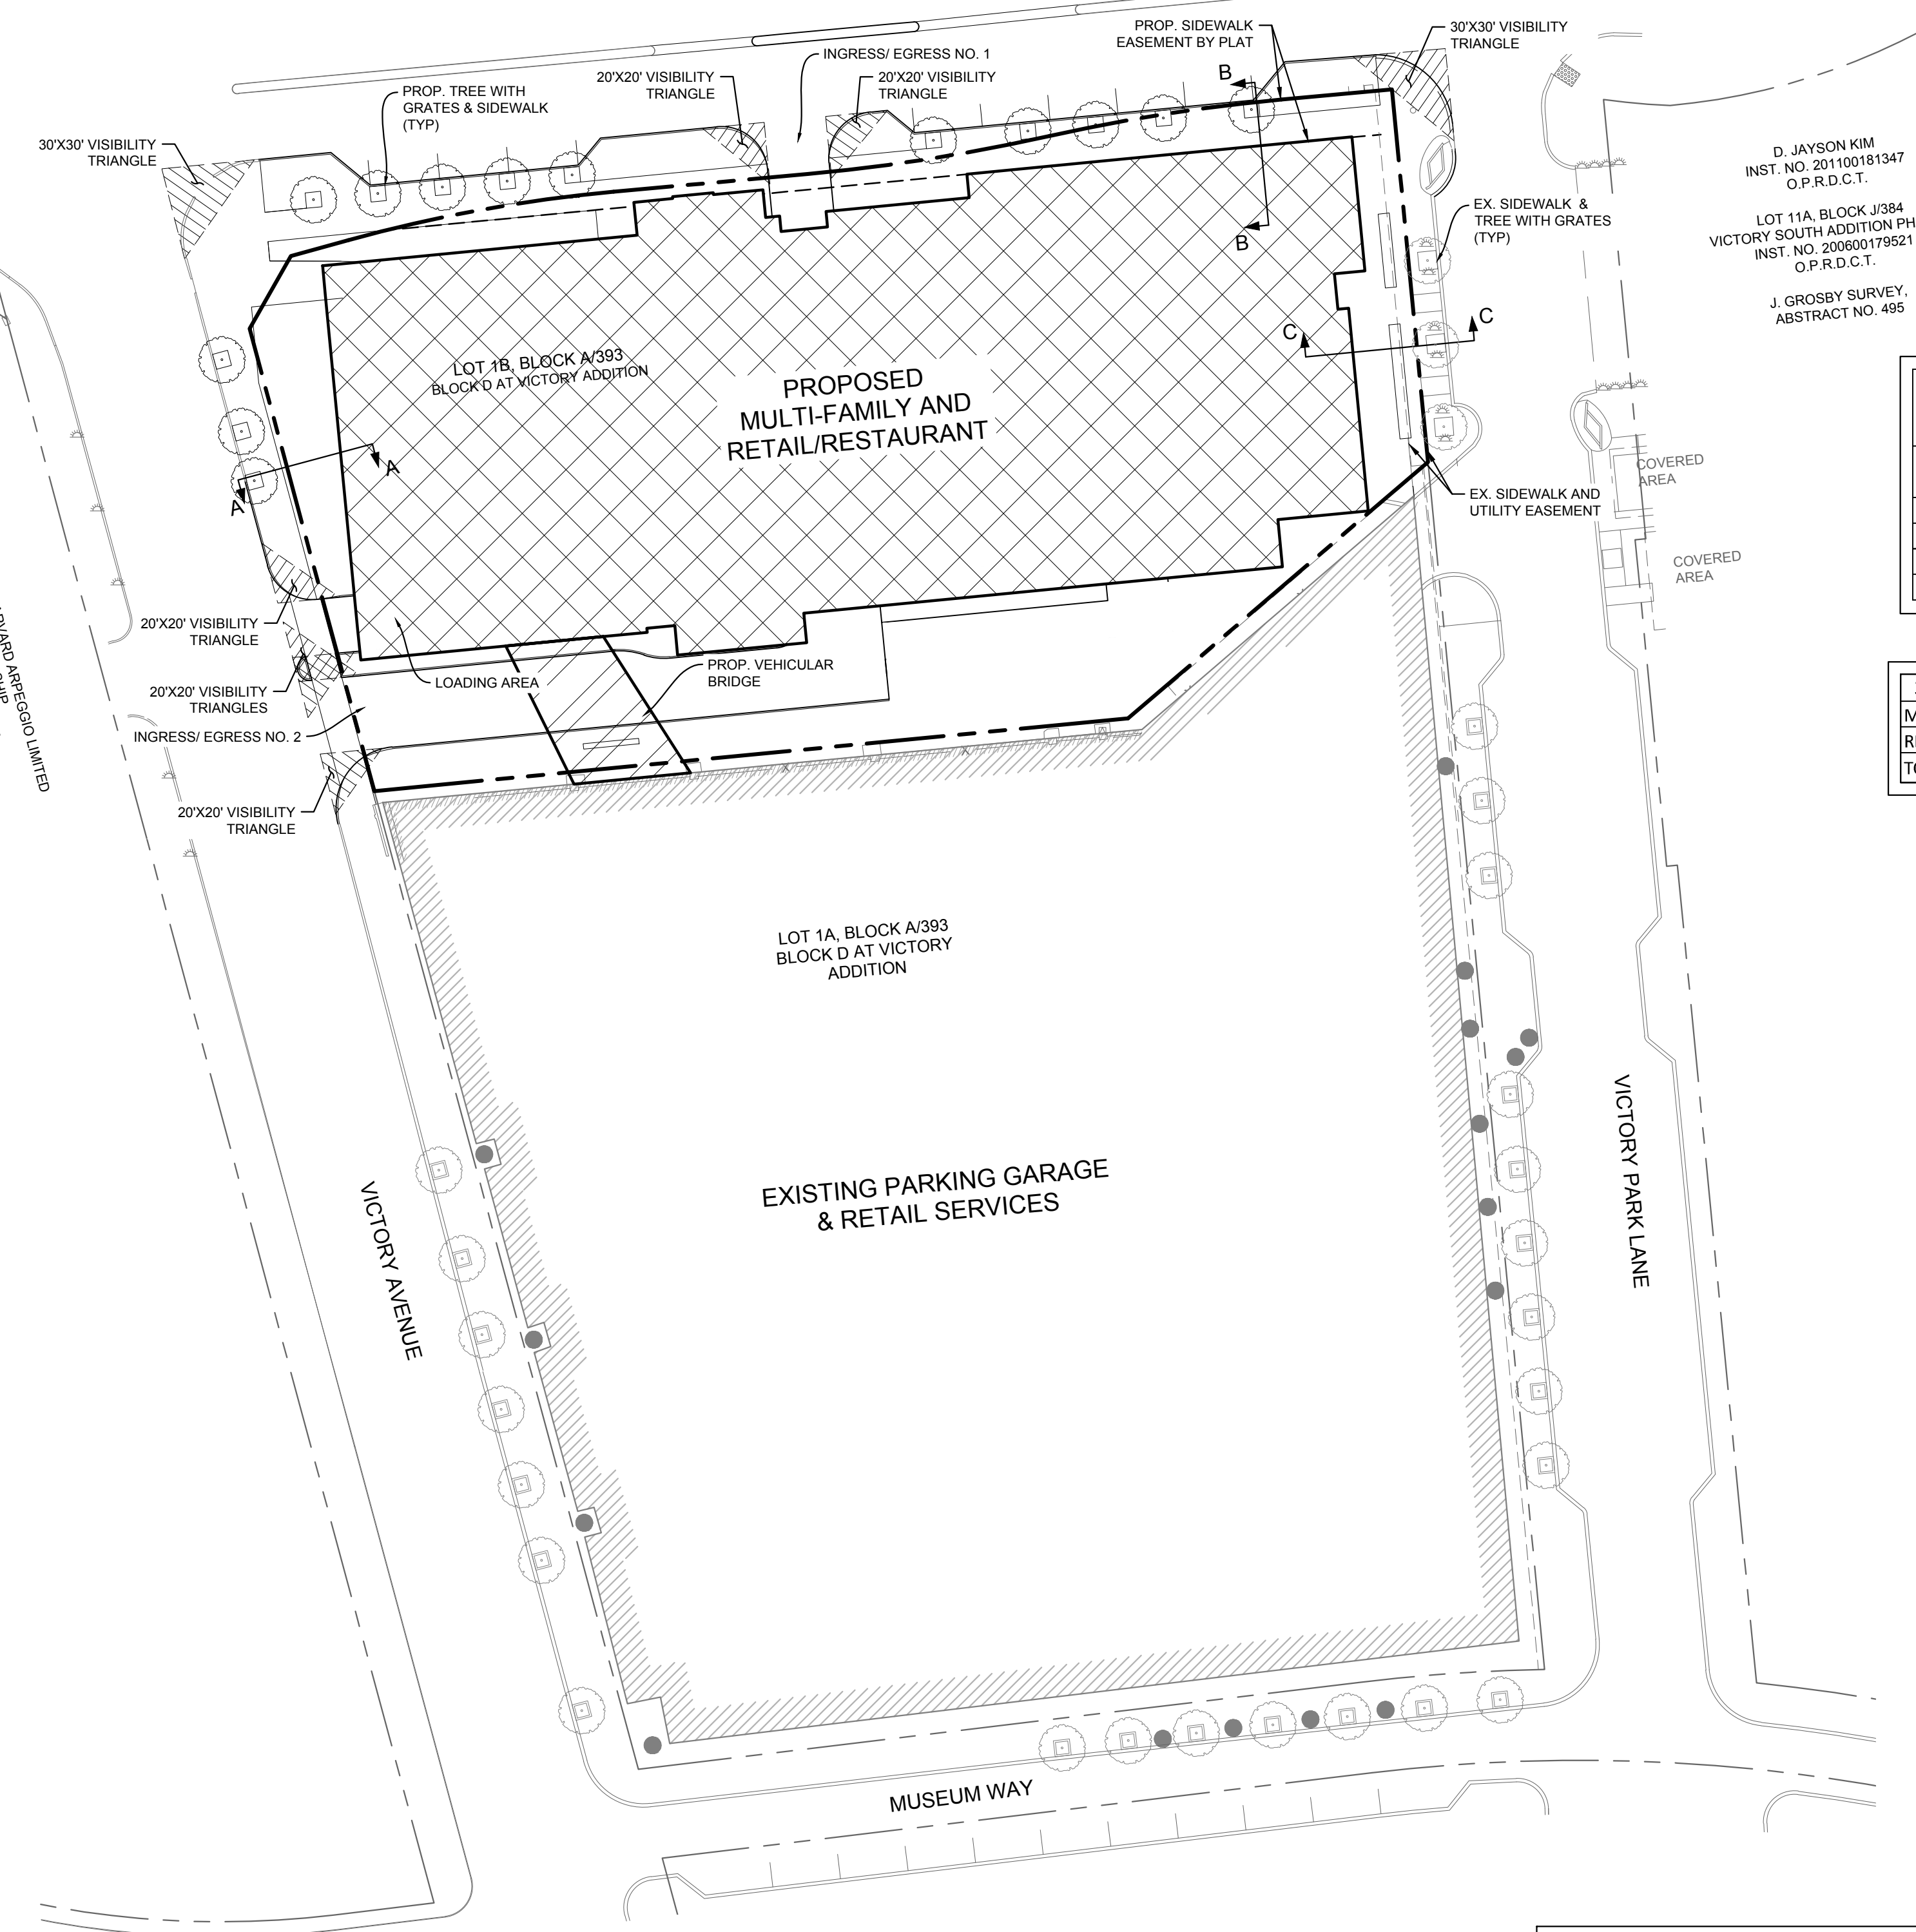 PROP. SIDEWALK
EASEMENT BY PLAT
30'X30' VISIBILITY
TRIANGLE
INGRESS/ EGRESS NO. 1
20'X20' VISIBILITY
TRIANGLE
20'X20' VISIBILITY
TRIANGLE
B
PROP. TREE WITH
GRATES & SIDEWALK
(TYP)
30'X30' VISIBILITY
TRIANGLE
D. JAYSON KIM
INST. NO. 201100181347
O.P.R.D.C.T.
LOT 11A, BLOCK J/384
VICTORY SOUTH ADDITION PH
INST. NO. 200600179521
O.P.R.D.C.T.
J. GROSBY SURVEY,
ABSTRACT NO. 495
EX. SIDEWALK &
TREE WITH GRATES
(TYP)
B
C
C
LOT 1B, BLOCK A/393
BLOCK D AT VICTORY ADDITION
PROPOSED
MULTI-FAMILY AND
RETAIL/RESTAURANT
A
A
COVERED
AREA
EX. SIDEWALK AND
UTILITY EASEMENT
COVERED
AREA
20'X20' VISIBILITY
TRIANGLE
20'X20' VISIBILITY
TRIANGLES
LOADING AREA
PROP. VEHICULAR
BRIDGE
INGRESS/ EGRESS NO. 2
ARPEGGIO LIMITED
20'X20' VISIBILITY
TRIANGLE
M
X
X
LOT 1A, BLOCK A/393
BLOCK D AT VICTORY
ADDITION
EXISTING PARKING GARAGE
& RETAIL SERVICES
VICTORY AVENUE
VICTORY PARK LANE
MUSEUM WAY